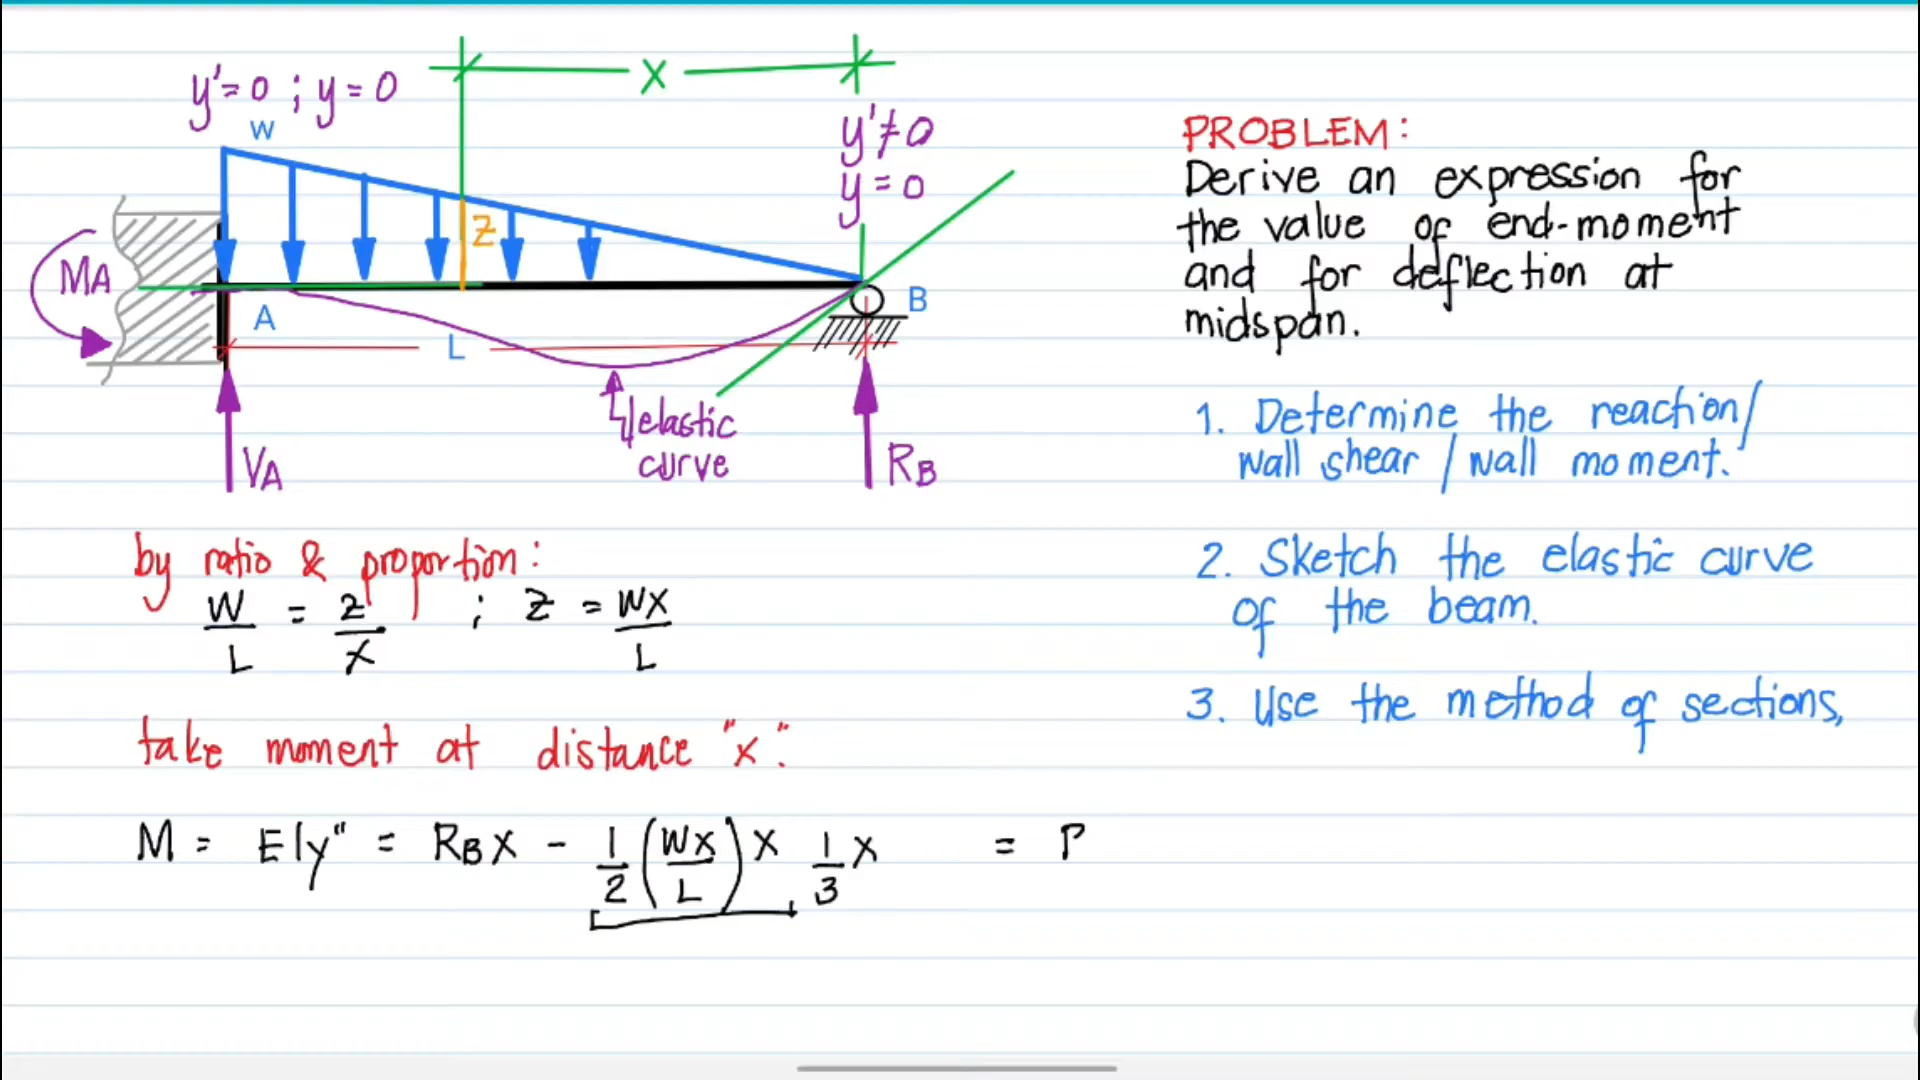 X
y'=0 ; y=0
w
y'≠0
y=0
Z
MA
A
B
L
elastic
curve
VA
RB
PROBLEM:
Derive an expression for
the value of end-moment
and for deflection at
midspan.
1. Determine the reaction/
wall shear / wall moment.
2. Sketch the elastic curve
of the beam.
3. Use the method of sections,
by ratio & proportion:
W/L = Z/X ; Z = WX/L
take moment at distance "x".
M = EIy" = RBX - 1/2 (WX/L) X 1/3 X = P